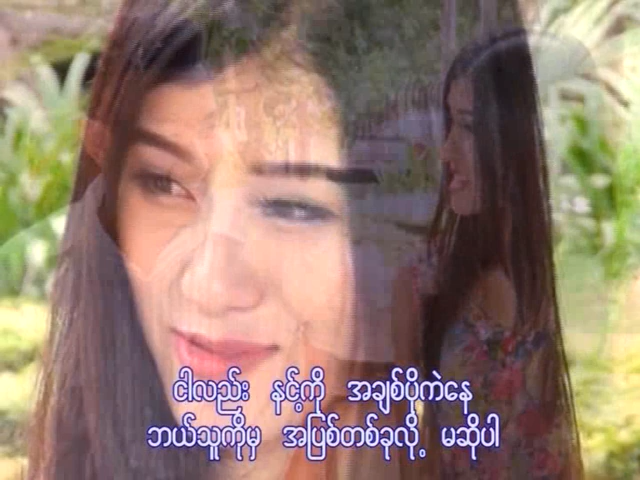 ငါလည်း နင့်ကို အချစ်ပိုကဲနေ
ဘယ်သူကိုမှ အပြစ်တစ်ခုလို့ မဆိုပါ